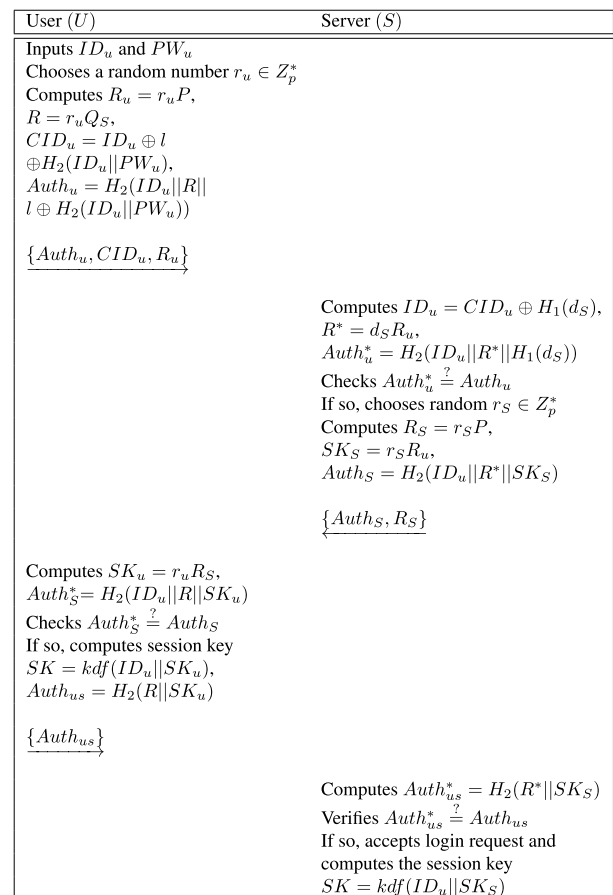 User (U) Server (S)
Inputs ID_u and PW_u
Chooses a random number r_u ∈ Z_p^*
Computes R_u = r_uP,
R = r_uQ_S,
CID_u = ID_u ⊕ l
⊕H_2(ID_u||PW_u),
Auth_u = H_2(ID_u||R||
l ⊕ H_2(ID_u||PW_u))
{Auth_u, CID_u, R_u}
Computes ID_u = CID_u ⊕ H_1(d_S),
R^* = d_SR_u,
Auth_u^* = H_2(ID_u||R^*||H_1(d_S))
Checks Auth_u^* ?= Auth_u
If so, chooses random r_S ∈ Z_p^*
Computes R_S = r_SP,
SK_S = r_SR_u,
Auth_S = H_2(ID_u||R^*||SK_S)
{Auth_S, R_S}
Computes SK_u = r_uR_S,
Auth_S^*= H_2(ID_u||R||SK_u)
Checks Auth_S^* ?= Auth_S
If so, computes session key
SK = kdf(ID_u||SK_u),
Auth_us = H_2(R||SK_u)
{Auth_us}
Computes Auth_us^* = H_2(R^*||SK_S)
Verifies Auth_us^* ?= Auth_us
If so, accepts login request and
computes the session key
SK = kdf(ID_u||SK_S)